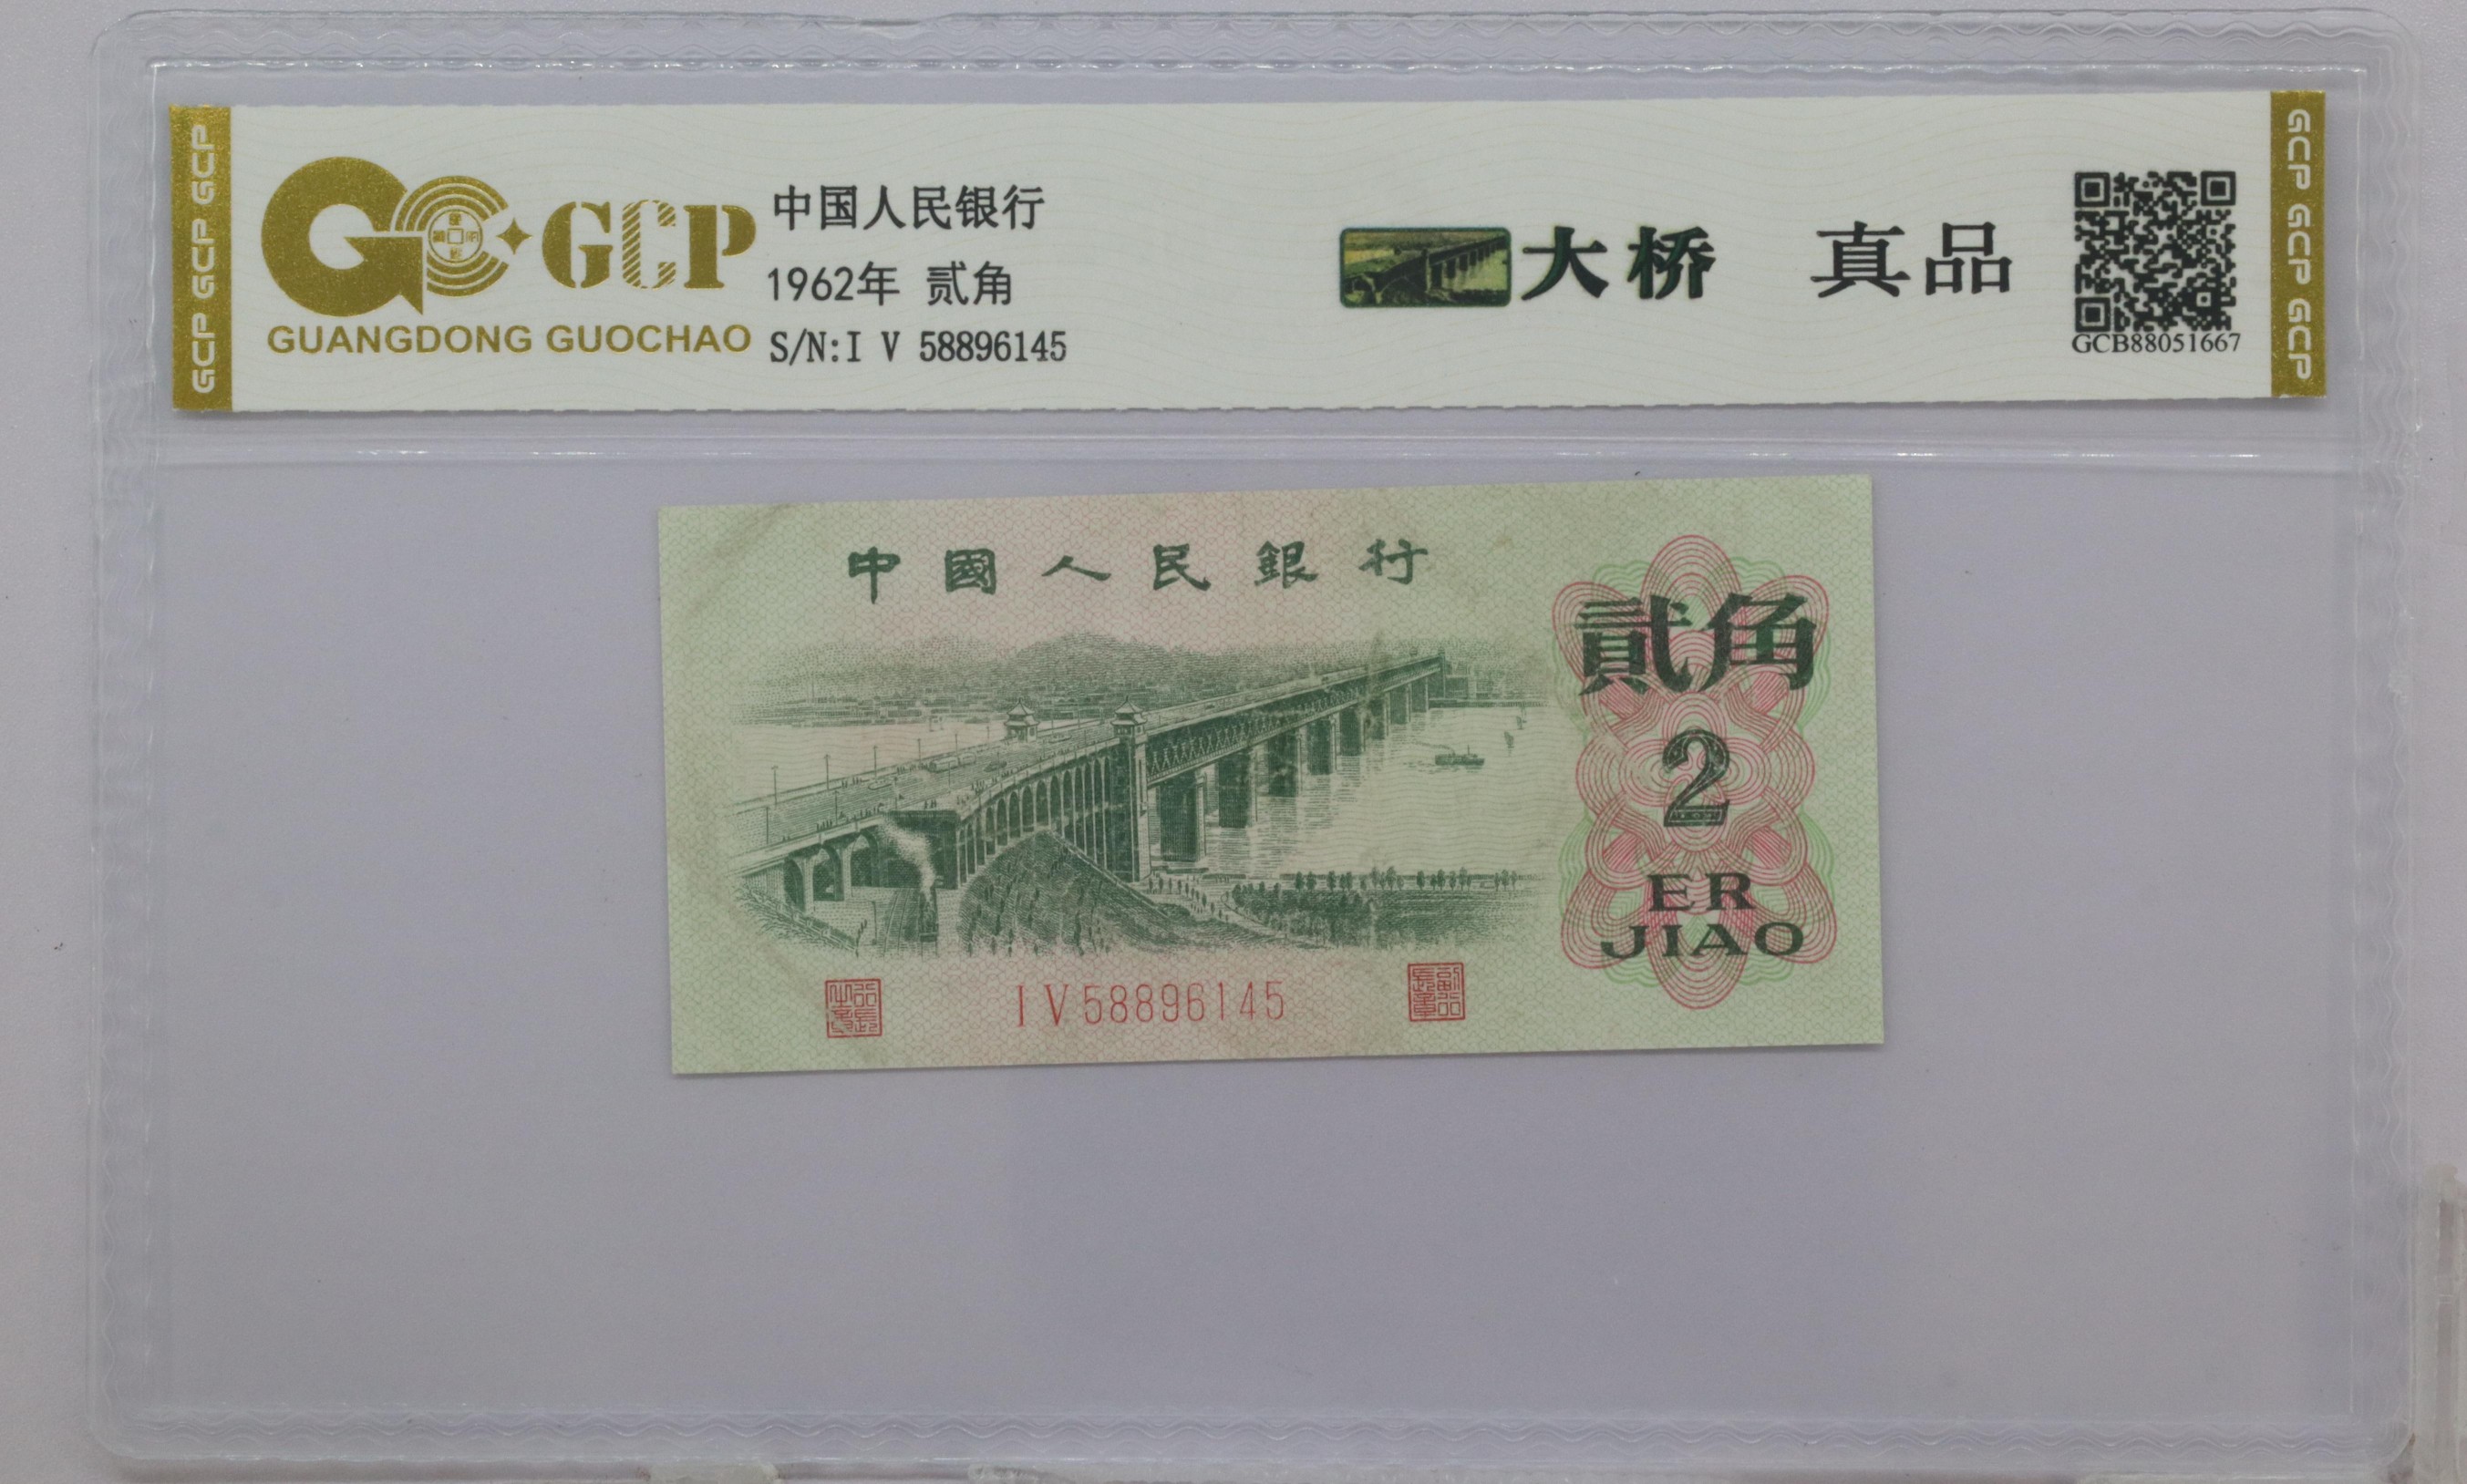 GCP GCP GCP
GCP
GUANGDONG GUOCHAO
中国人民银行
1962年 贰角
S/N:I V 58896145
大桥 真品
GCB88051667
GCP GCP GCP
中國人民銀行
貳角
2
ER
JIAO
I V 58896145